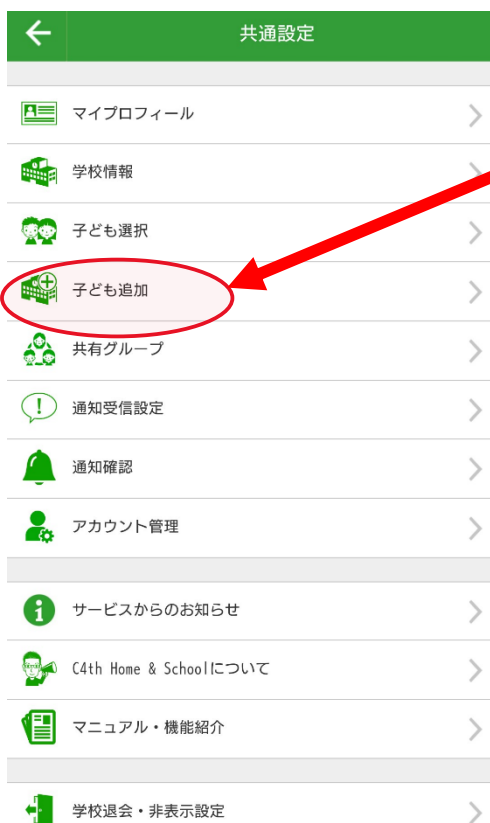 共通設定
マイプロフィール
学校情報
子ども選択
子ども追加
共有グループ
通知受信設定
通知確認
アカウント管理
サービスからのお知らせ
C4th Home & Schoolについて
マニュアル・機能紹介
学校退会・非表示設定